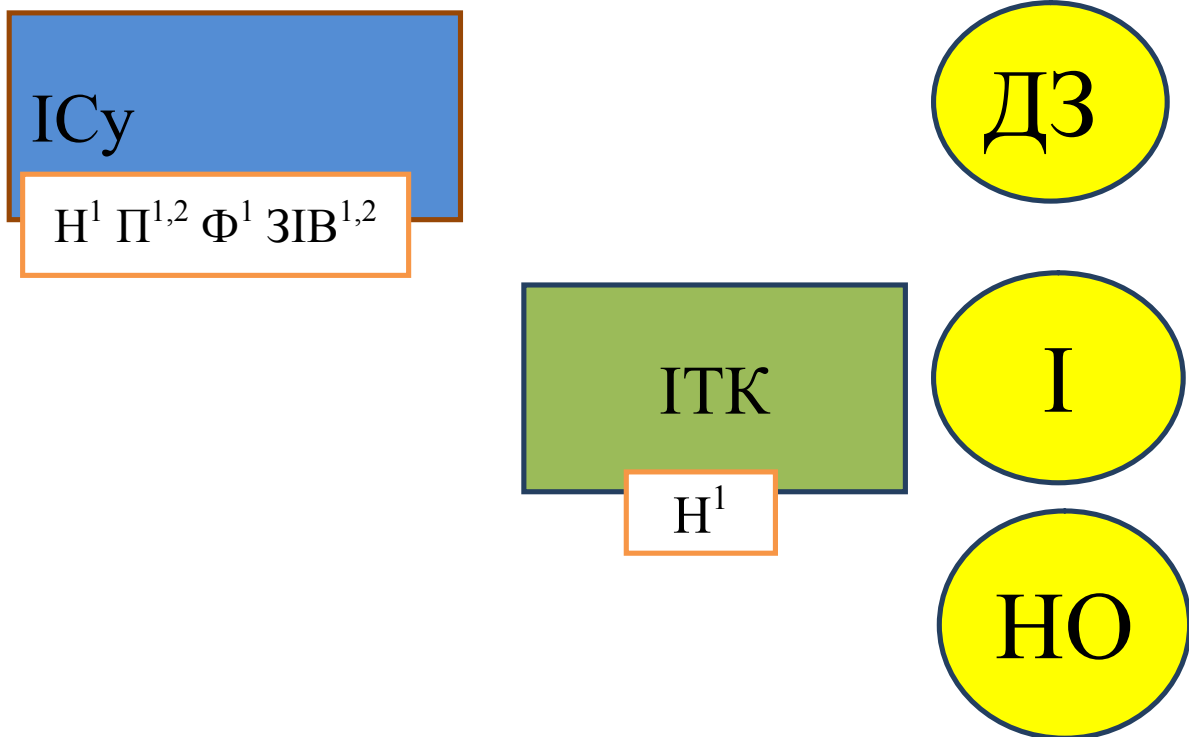 ІСу
ДЗ
Н¹ П¹,² Ф¹ ЗІВ¹,²
ІТК
І
Н¹
НО